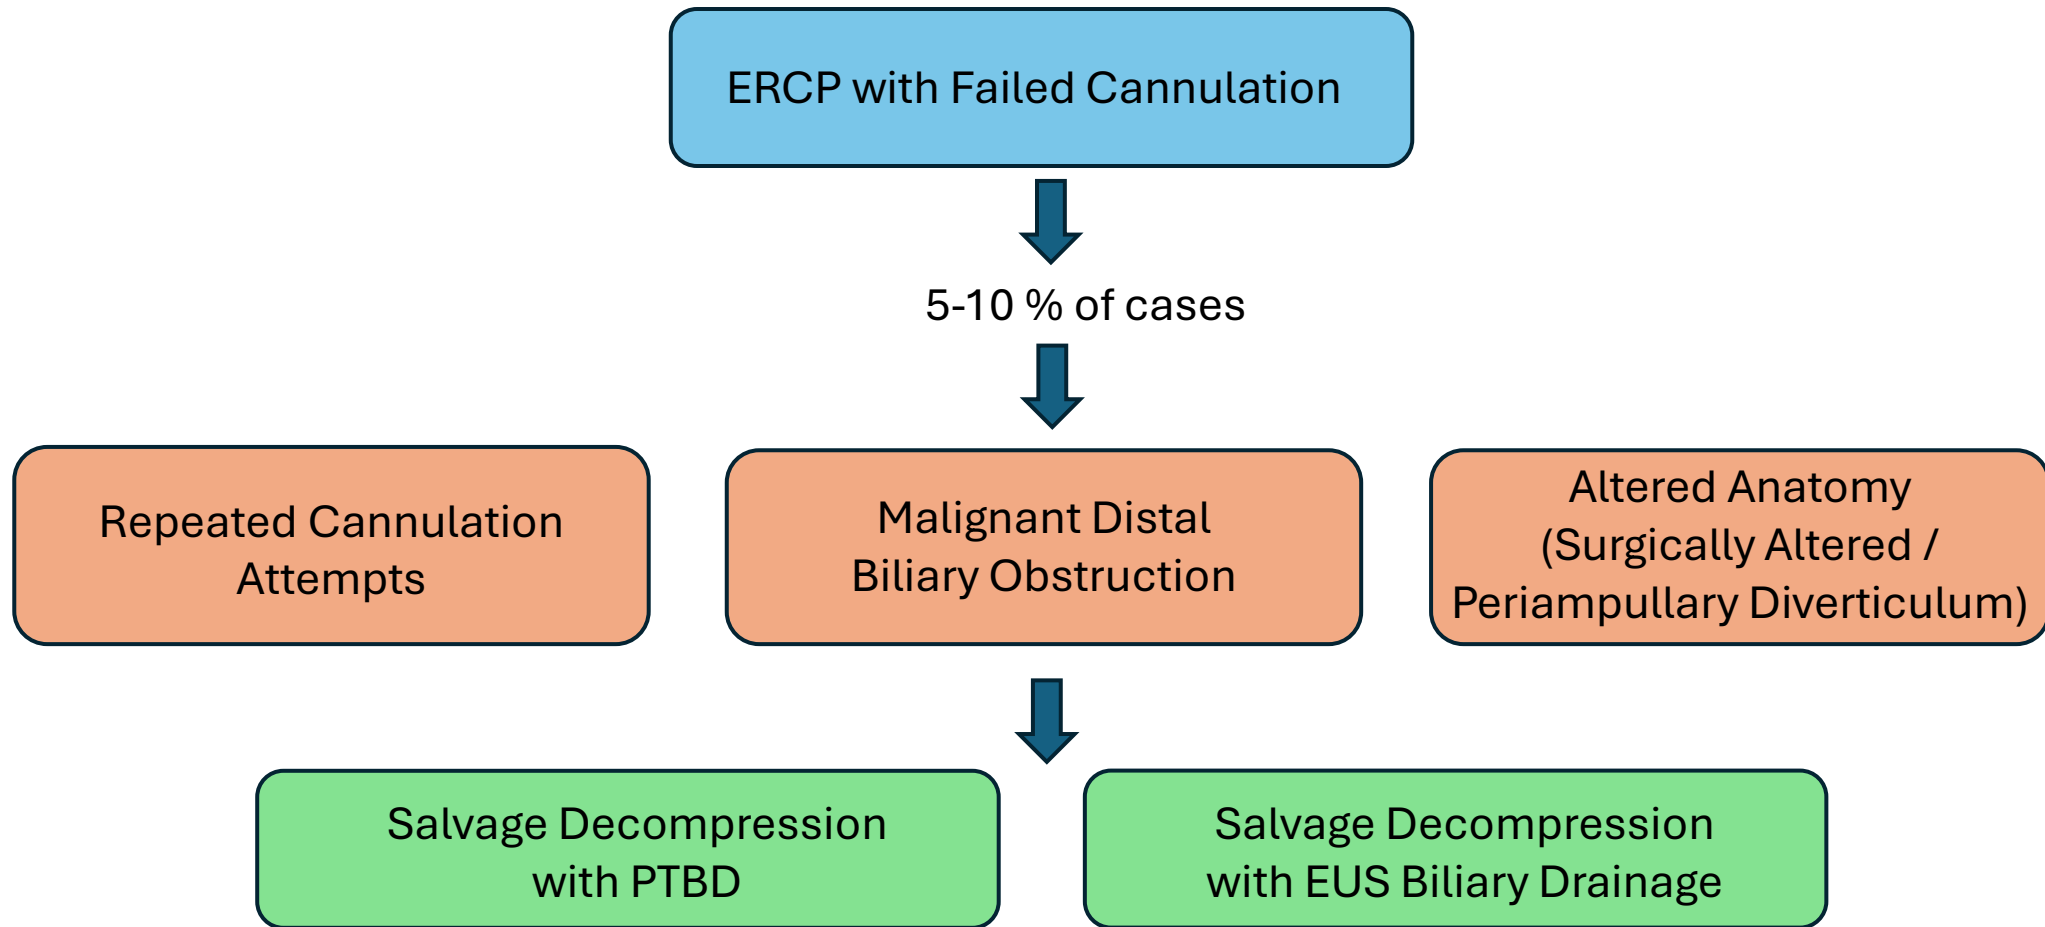 ERCP with Failed Cannulation
5-10 % of cases
Repeated Cannulation
Attempts
Malignant Distal
Biliary Obstruction
Altered Anatomy
(Surgically Altered /
Periampullary Diverticulum)
Salvage Decompression
with PTBD
Salvage Decompression
with EUS Biliary Drainage